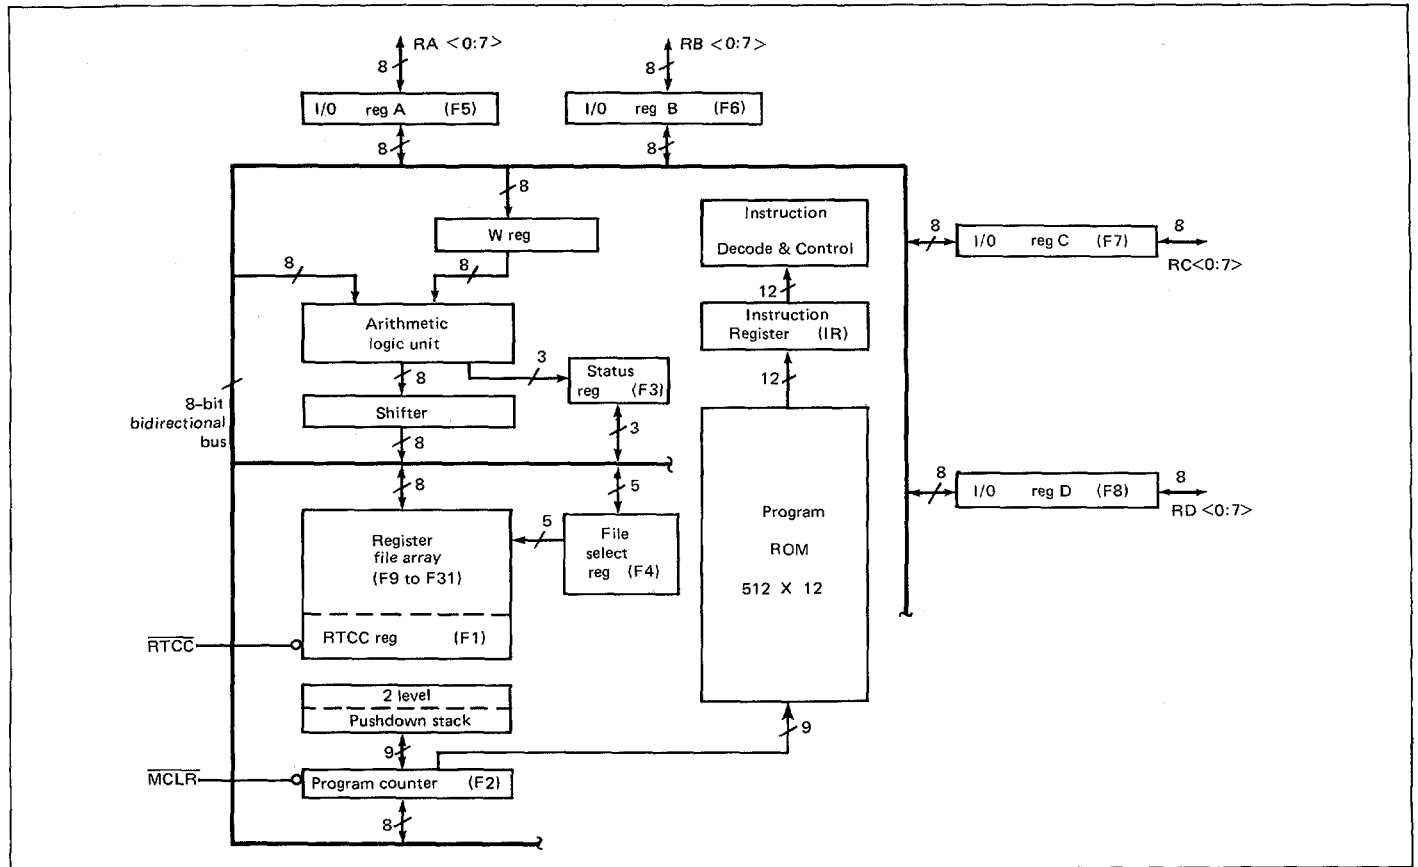 RA <0:7>
RB <0:7>
8
8
I/0 reg A (F5)
I/0 reg B (F6)
8
8
8
W reg
Instruction
Decode & Control
8
I/0 reg C (F7)
8
RC<0:7>
8
8
12
Arithmetic
logic unit
Instruction
Register (IR)
8
3
Status
reg (F3)
12
8-bit
bidirectional
bus
Shifter
8
3
8
5
8
I/0 reg D (F8)
8
RD <0:7>
Register
file array
(F9 to F31)
5
File
select
reg (F4)
Program
ROM
512 X 12
RTCC
RTCC reg (F1)
2 level
Pushdown stack
9
9
MCLR
Program counter (F2)
8